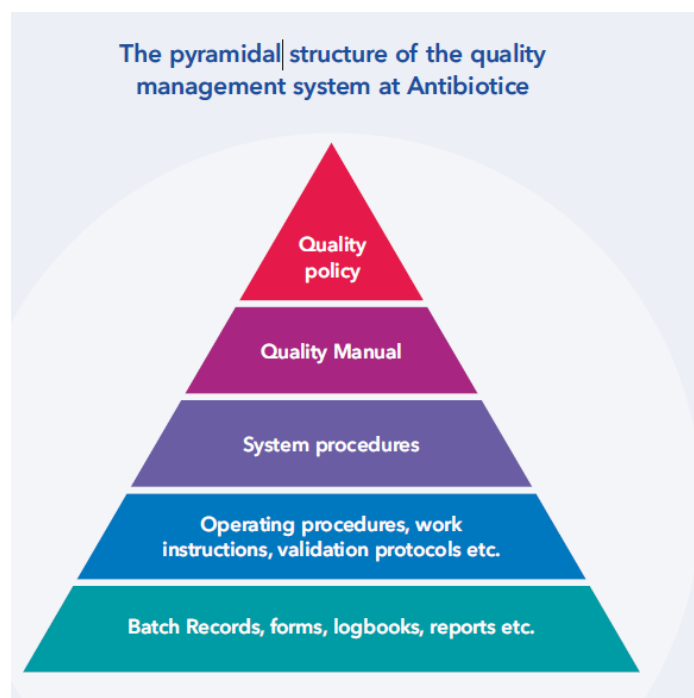 The pyramidal structure of the quality
management system at Antibiotice
Quality
policy
Quality Manual
System procedures
Operating procedures, work
instructions, validation protocols etc.
Batch Records, forms, logbooks, reports etc.